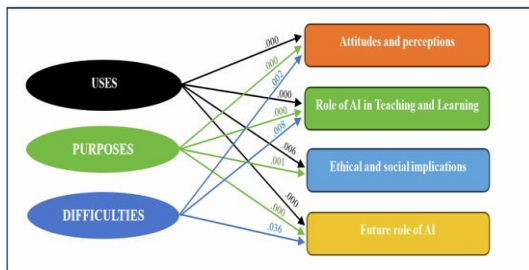 .000
Attitudes and perceptions
.000
.002
USES
.000
Role of AI in Teaching and Learning
.000
.008
PURPOSES
.006
Ethical and social implications
.001
DIFFICULTIES
.000
.000
Future role of AI
.036